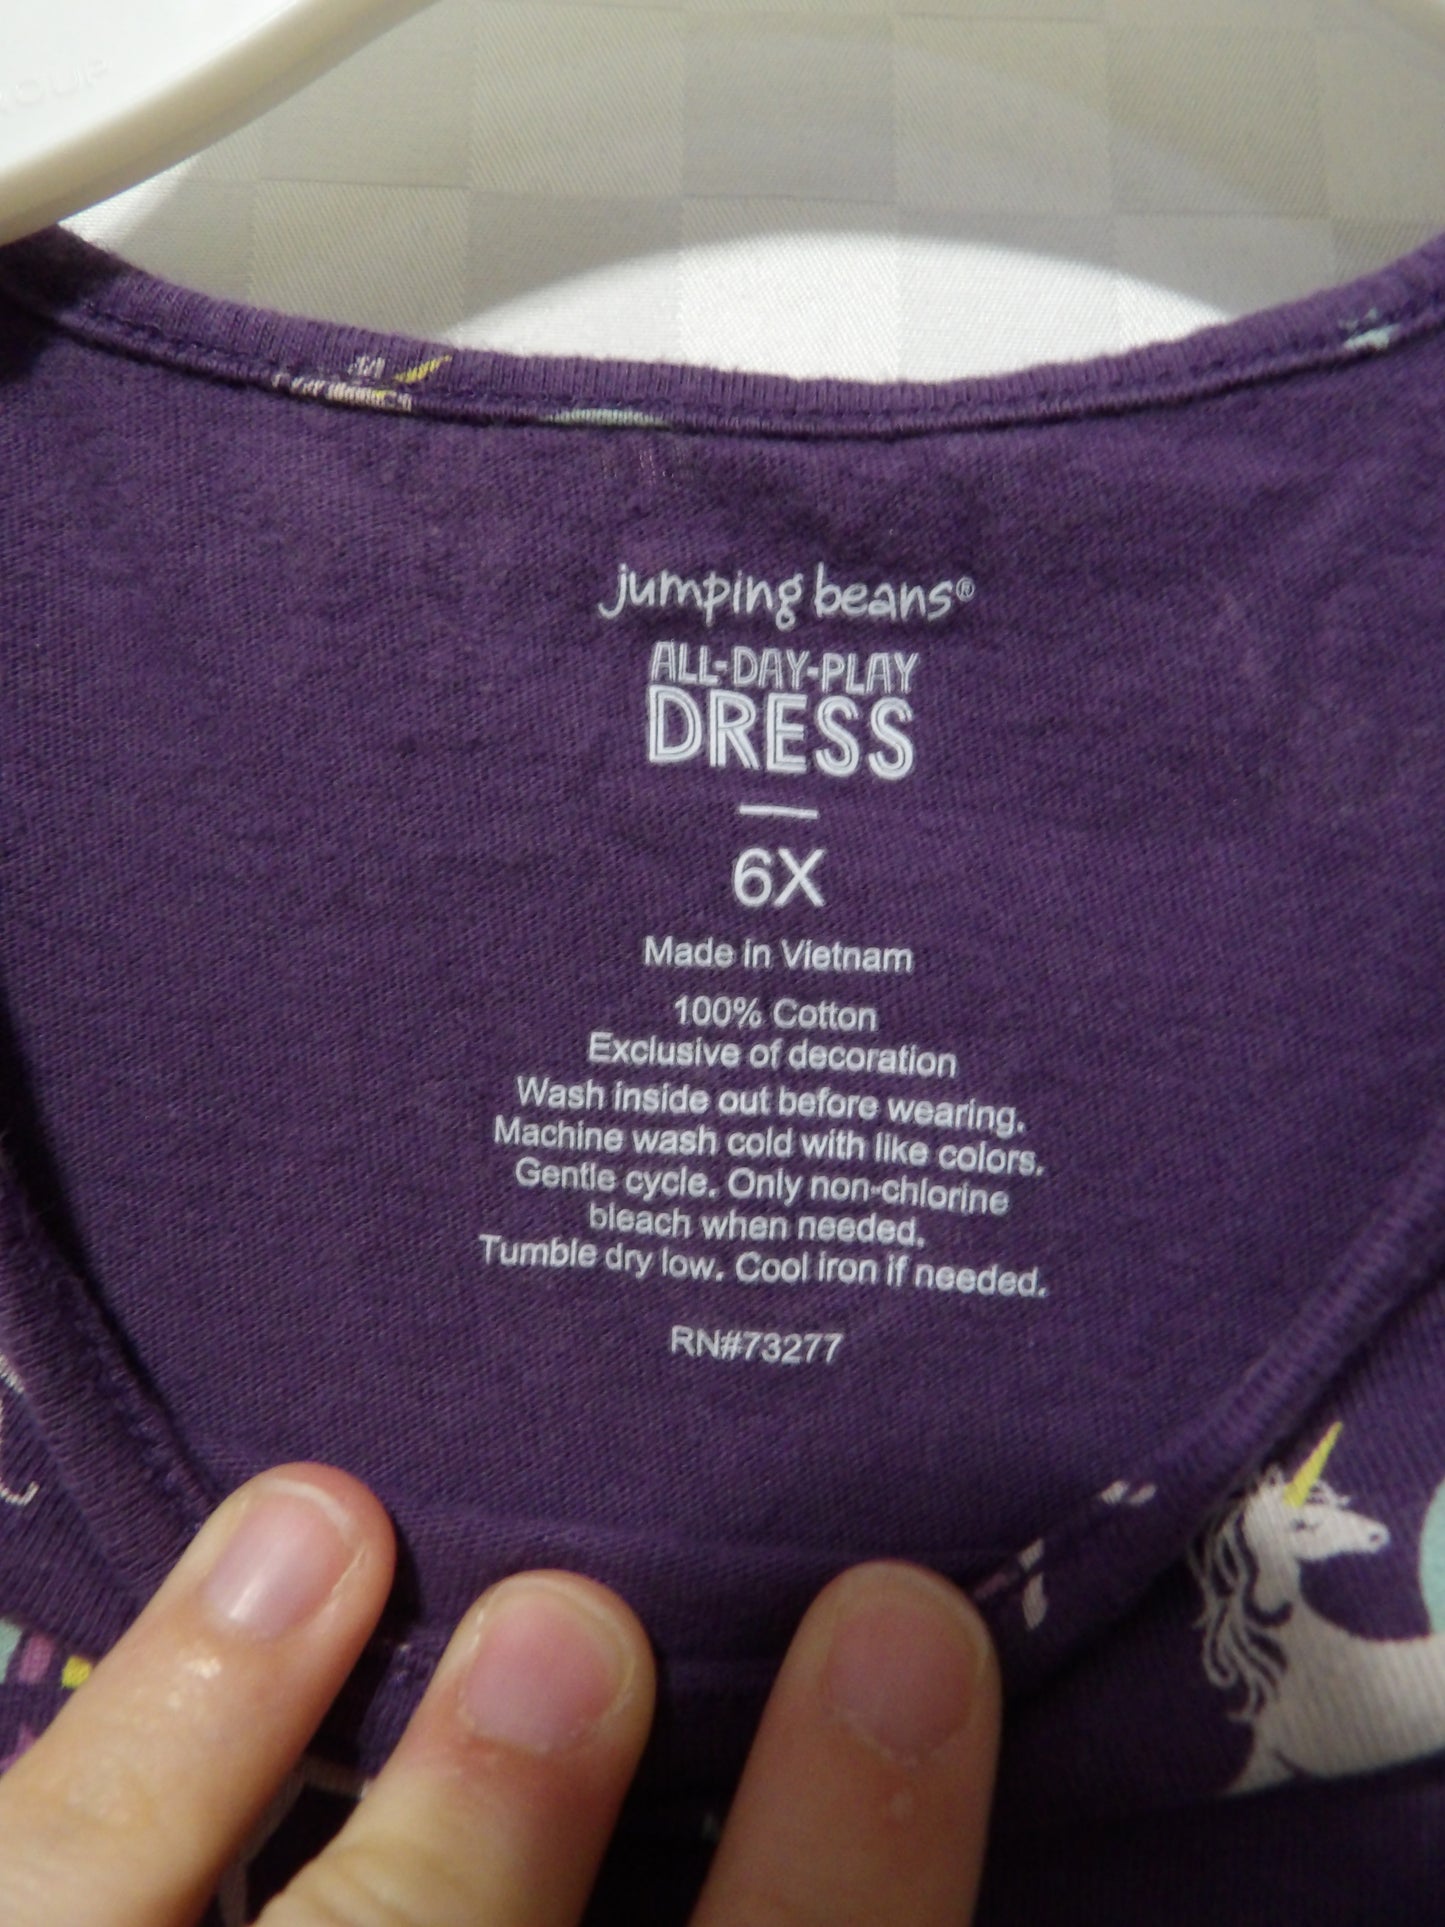 jumping beans®
ALL-DAY-PLAY
DRESS
6X
Made in Vietnam
100% Cotton
Exclusive of decoration
Wash inside out before wearing.
Machine wash cold with like colors.
Gentle cycle. Only non-chlorine
bleach when needed.
Tumble dry low. Cool iron if needed.
RN#73277